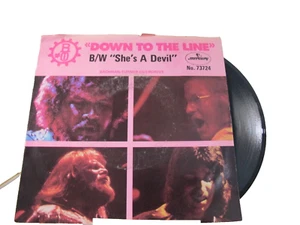 "DOWN TO THE LINE"
B/W "She's A Devil"
mercury
No. 73724